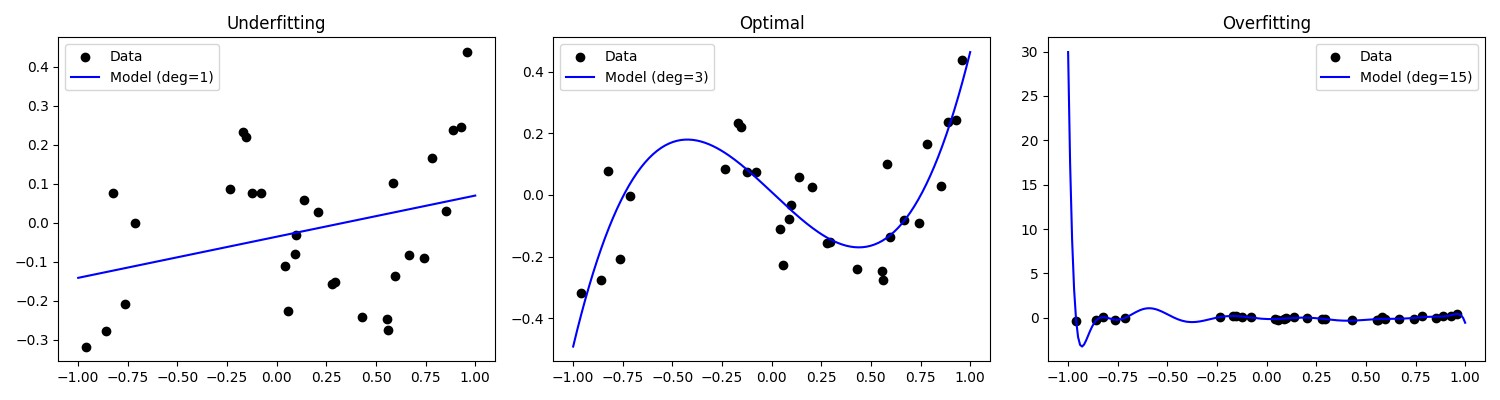 Underfitting
Data
Model (deg=1)
0.4
0.3
0.2
0.1
0.0
−0.1
−0.2
−0.3
−1.00 −0.75 −0.50 −0.25 0.00 0.25 0.50 0.75 1.00
Optimal
Data
Model (deg=3)
0.4
0.2
0.0
−0.2
−0.4
−1.00 −0.75 −0.50 −0.25 0.00 0.25 0.50 0.75 1.00
Overfitting
Data
Model (deg=15)
30
25
20
15
10
5
0
−1.00 −0.75 −0.50 −0.25 0.00 0.25 0.50 0.75 1.00